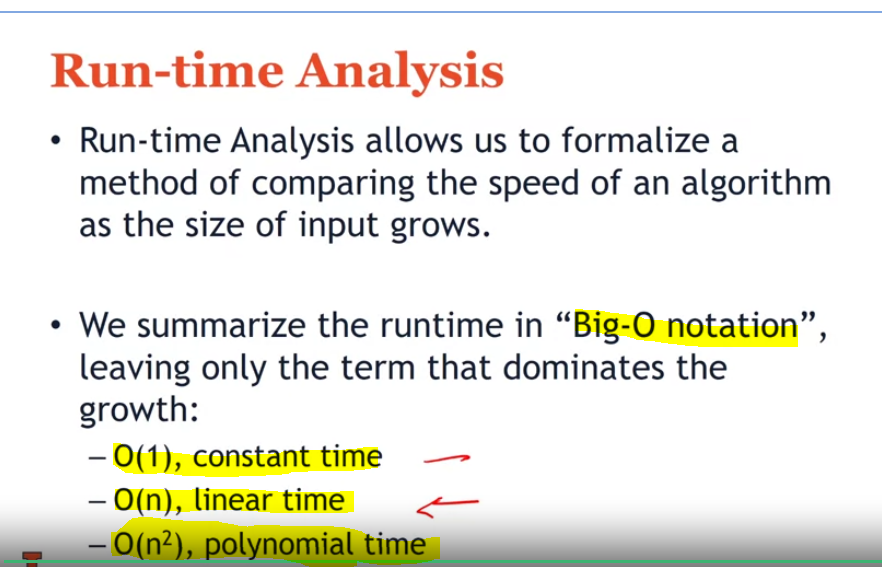 Run-time Analysis
• Run-time Analysis allows us to formalize a
method of comparing the speed of an algorithm
as the size of input grows.
• We summarize the runtime in “Big-O notation”,
leaving only the term that dominates the
growth:
– O(1), constant time
– O(n), linear time
– O(n²), polynomial time